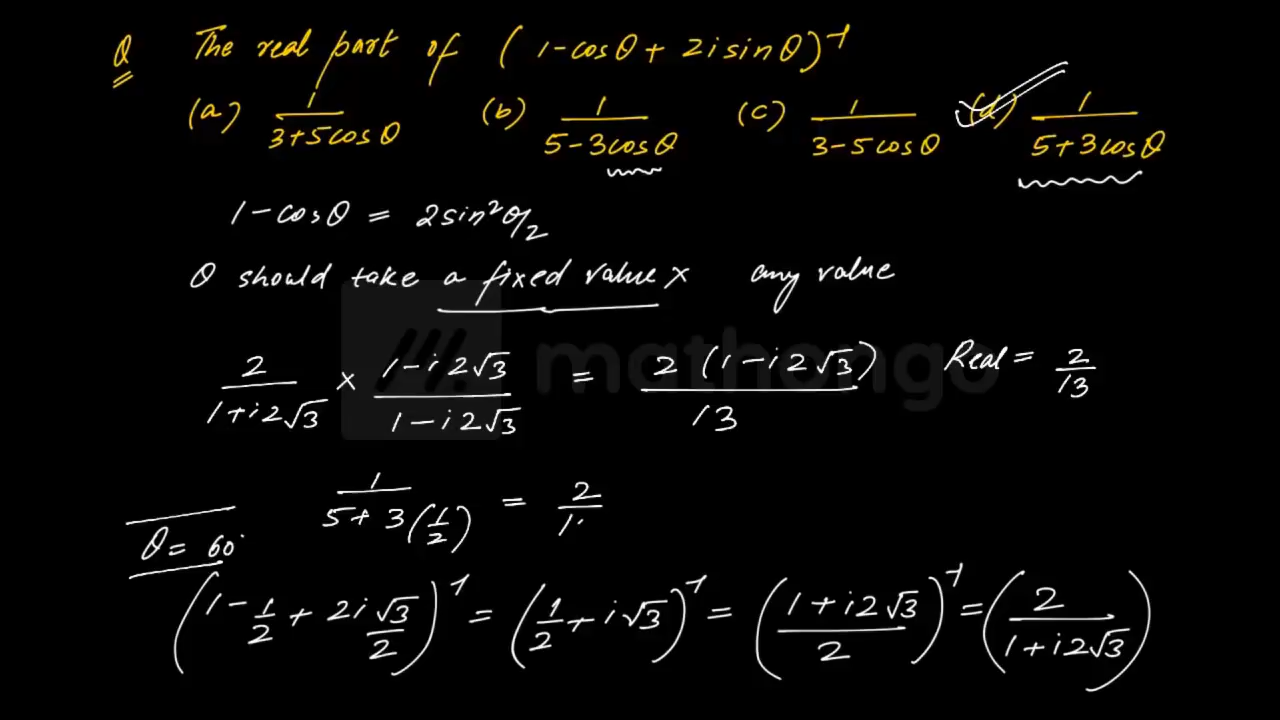 Q The real part of (1-cosθ + 2i sinθ)⁻¹
(a) 1/(3+5cosθ) (b) 1/(5-3cosθ) (c) 1/(3-5cosθ) (d) 1/(5+3cosθ)
1-cosθ = 2sin²θ/2
θ should take a fixed value × any value
2/(1+i2√3) × (1-i2√3)/(1-i2√3) = 2(1-i2√3)/13 Real = 2/13
mathongo
1/(5+3(1/2)) = 2/1
θ = 60°
(1-1/2+2i√3/2)⁻¹ = (1/2+i√3)⁻¹ = ((1+i2√3)/2)⁻¹ = (2/(1+i2√3))